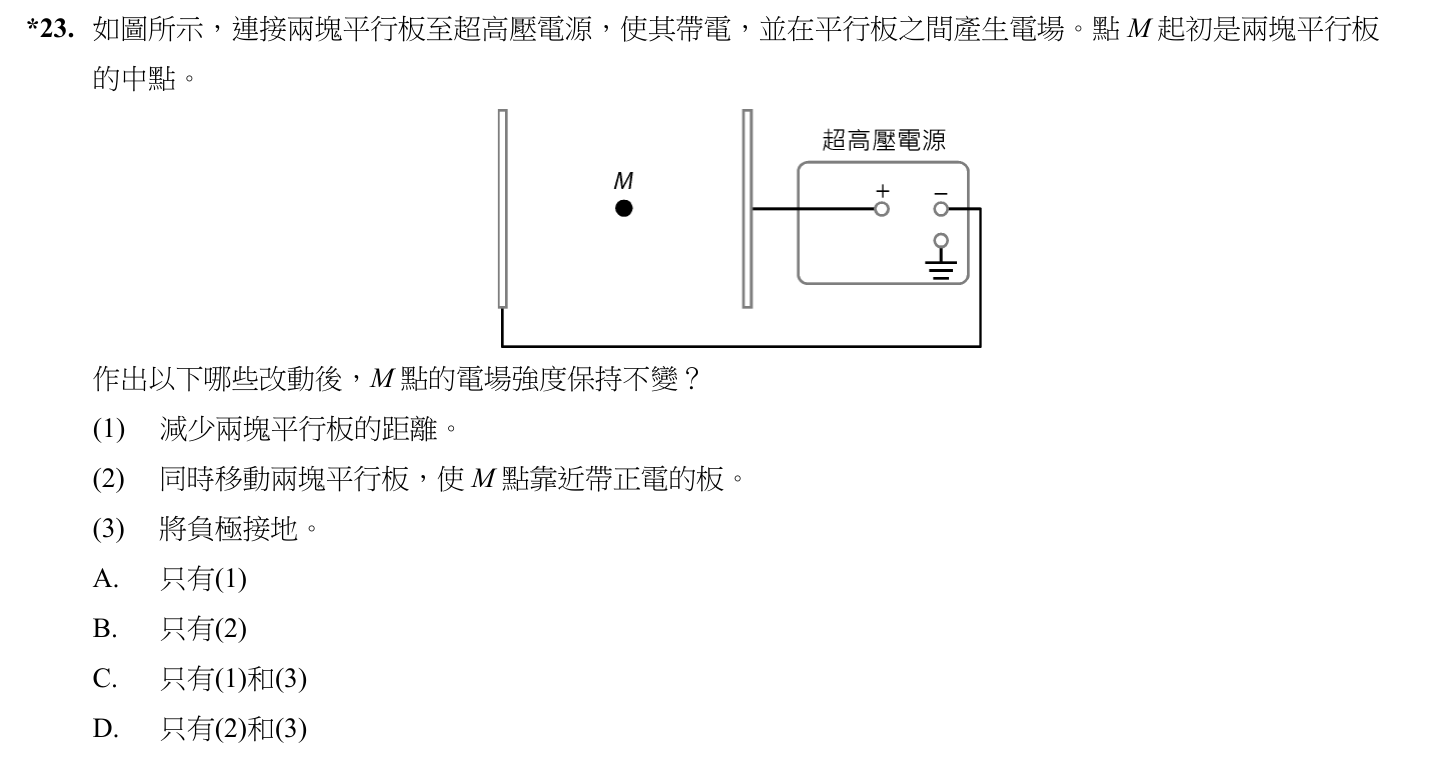 *23. 如圖所示，連接兩塊平行板至超高壓電源，使其帶電，並在平行板之間產生電場。點 M 起初是兩塊平行板
的中點。
超高壓電源
M
+ −
作出以下哪些改動後，M 點的電場強度保持不變？
(1) 減少兩塊平行板的距離。
(2) 同時移動兩塊平行板，使 M 點靠近帶正電的板。
(3) 將負極接地。
A. 只有(1)
B. 只有(2)
C. 只有(1)和(3)
D. 只有(2)和(3)